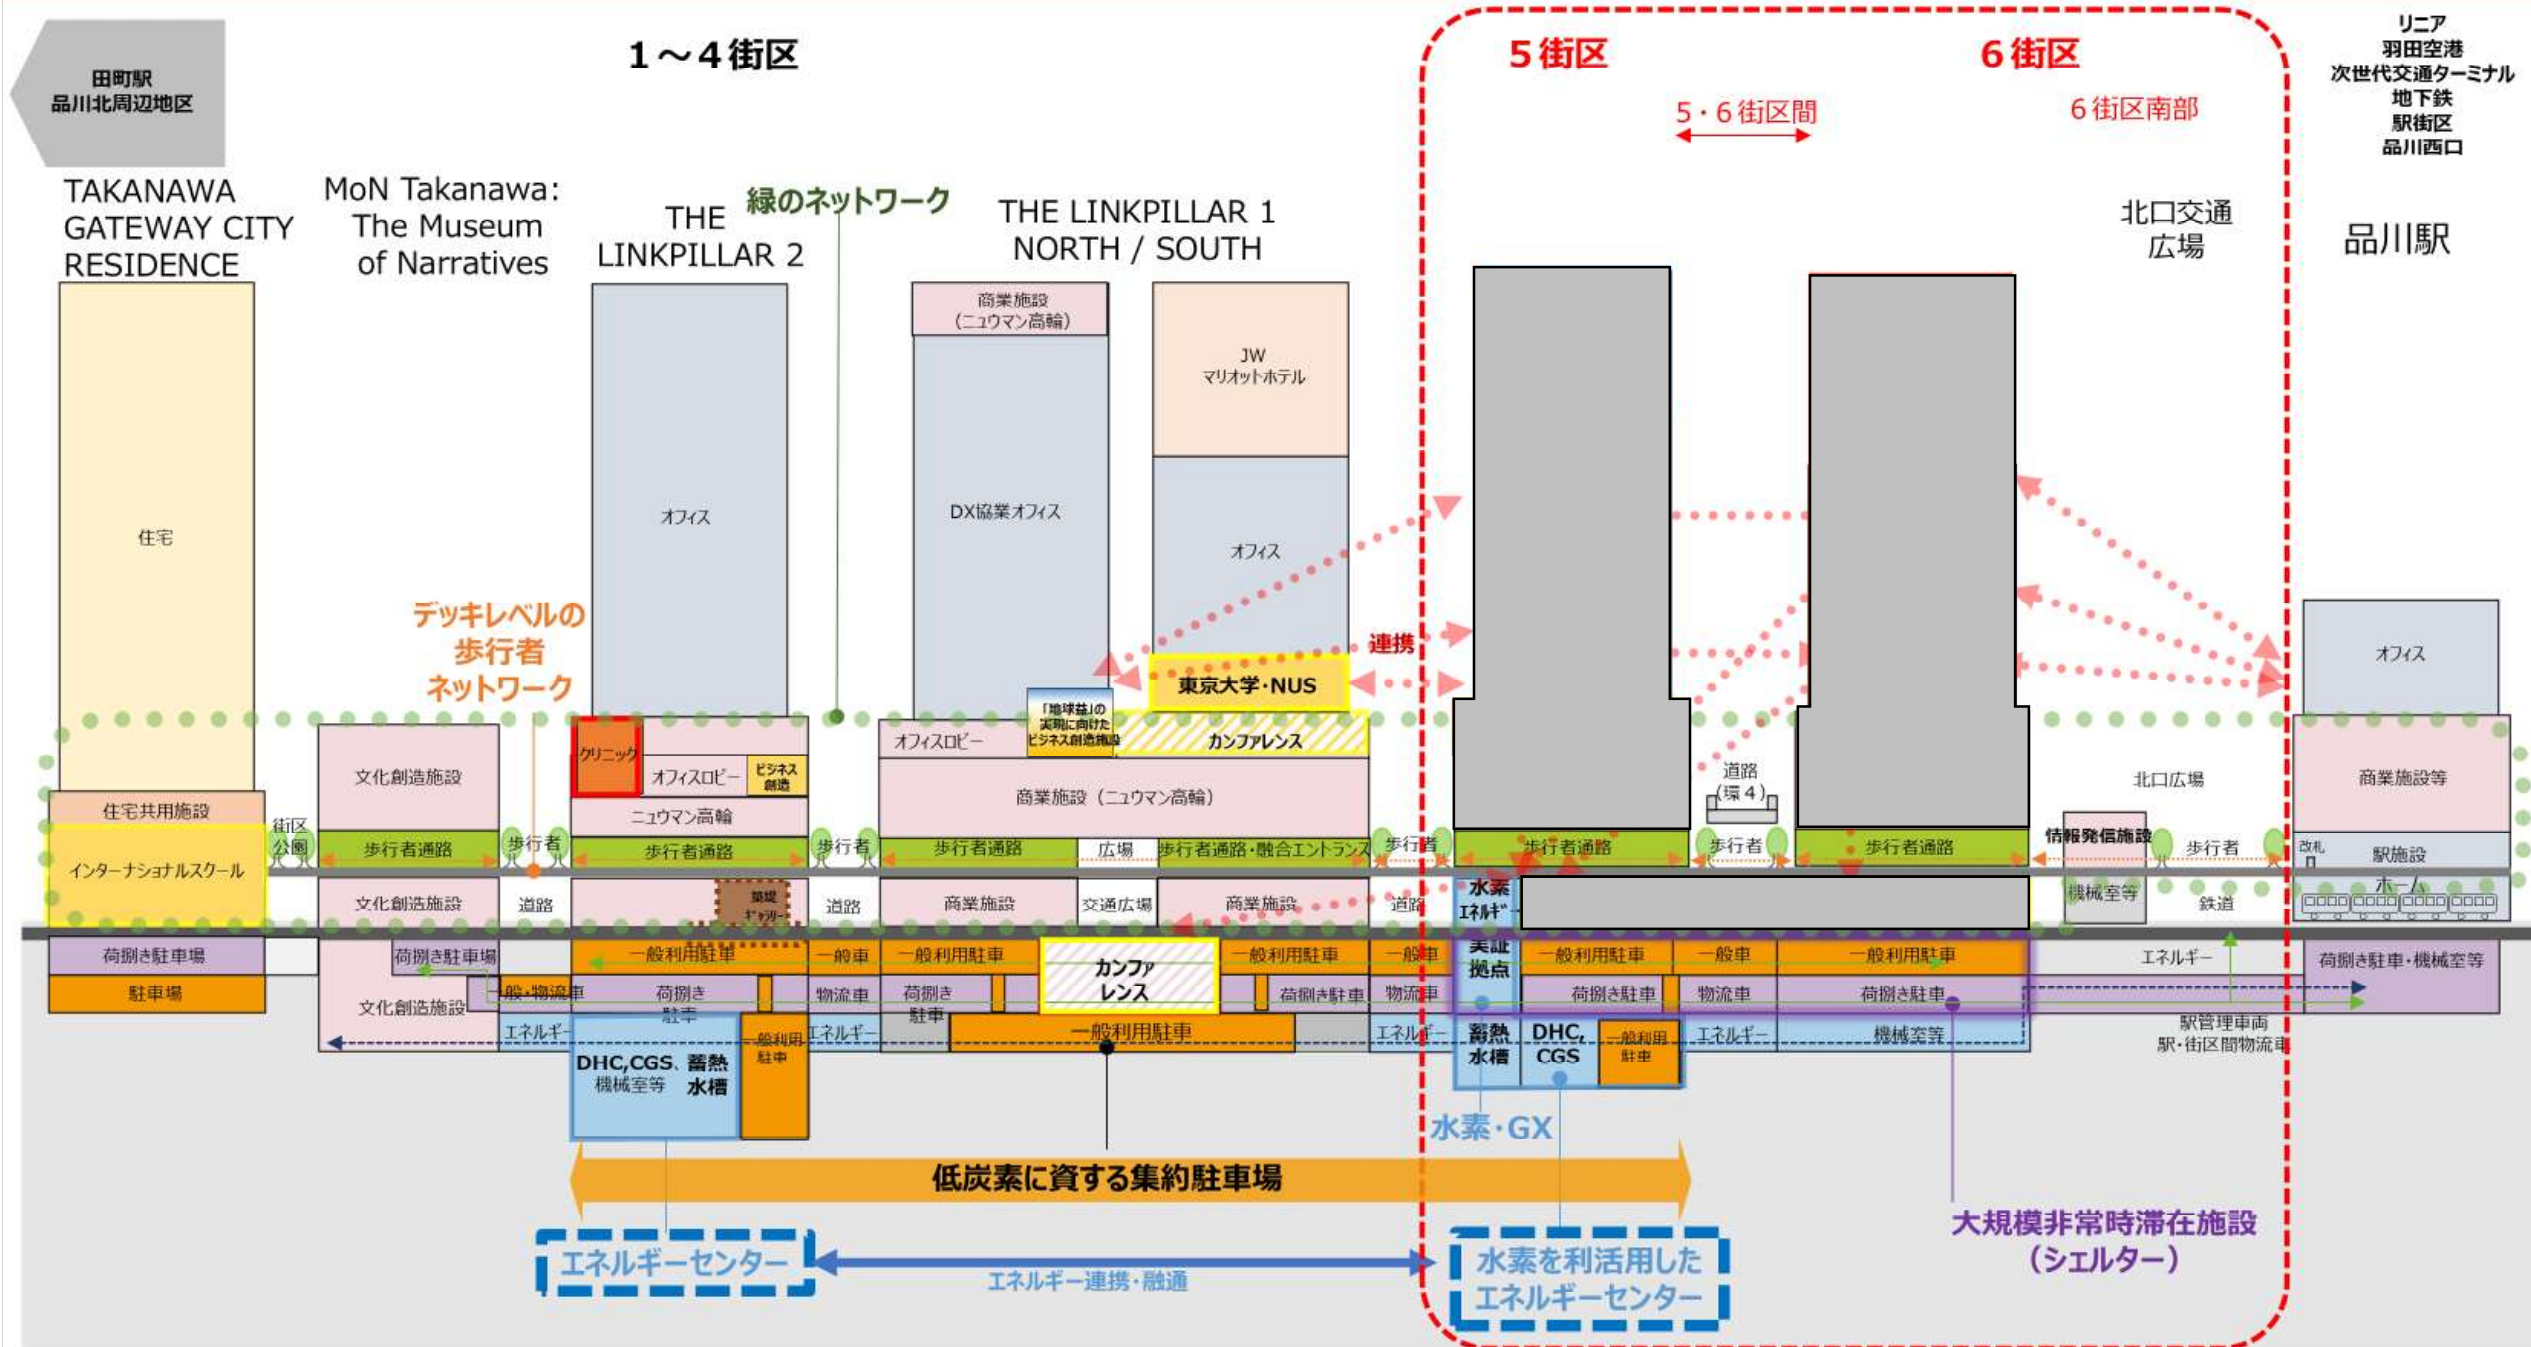 田町駅
品川北周辺地区
1～4街区
5街区
6街区
5・6街区間
6街区南部
リニア
羽田空港
次世代交通ターミナル
地下鉄
駅街区
品川西口
TAKANAWA
GATEWAY CITY
RESIDENCE
MoN Takanawa:
The Museum
of Narratives
THE
LINKPILLAR 2
緑のネットワーク
THE LINKPILLAR 1
NORTH / SOUTH
北口交通
広場
品川駅
住宅
オフィス
商業施設
(ニュウマン高輪)
DX協業オフィス
JW
マリオットホテル
オフィス
連携
東京大学・NUS
オフィス
デッキレベルの
歩行者
ネットワーク
住宅共用施設
インターナショナルスクール
街区
公園
文化創造施設
歩行者通路
文化創造施設
歩行者
道路
クリニック
オフィスロビー
ビジネス
創造
ニュウマン高輪
歩行者通路
築堤
ギャラリー
歩行者
道路
オフィスロビー
「地球益」の
実現に向けた
ビジネス創造施設
カンファレンス
商業施設（ニュウマン高輪）
歩行者通路
広場
歩行者通路・融合エントランス
商業施設
交通広場
商業施設
歩行者
道路
歩行者通路
道路
(環4)
歩行者
歩行者通路
北口広場
情報発信施設
歩行者
機械室等
鉄道
商業施設等
改札
駅施設
ホーム
荷捌き駐車場
駐車場
荷捌き駐車場
文化創造施設
一般・物流車
エネルギー
一般利用駐車
荷捌き
駐車
DHC,CGS、蓄熱
機械室等 水槽
一般利用
駐車
一般車
物流車
エネルギー
一般利用駐車
荷捌き
駐車
カンファ
レンス
一般利用駐車
一般利用駐車
荷捌き駐車
一般車
物流車
エネルギー
水素
エネルギー
実証
拠点
蓄熱
水槽
一般利用駐車
荷捌き駐車
DHC,
CGS
一般利用
駐車
一般車
物流車
エネルギー
一般利用駐車
荷捌き駐車
機械室等
エネルギー
駅管理車両
駅・街区間物流車
荷捌き駐車・機械室等
水素・GX
低炭素に資する集約駐車場
エネルギーセンター
エネルギー連携・融通
水素を利活用した
エネルギーセンター
大規模非常時滞在施設
（シェルター）